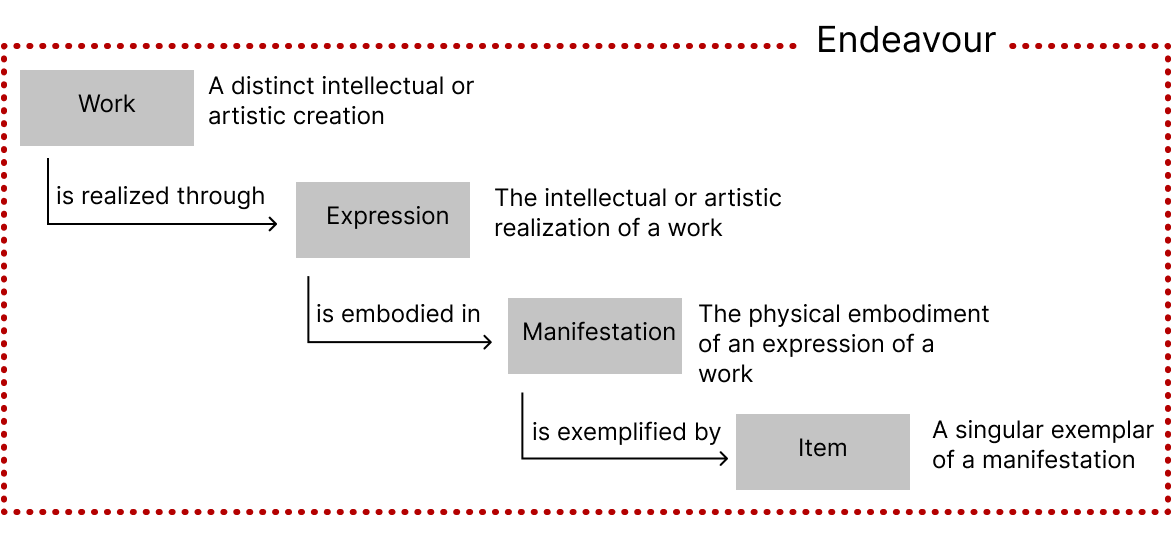 Endeavour
Work
A distinct intellectual or
artistic creation
is realized through
Expression
The intellectual or artistic
realization of a work
is embodied in
Manifestation
The physical embodiment
of an expression of a
work
is exemplified by
Item
A singular exemplar
of a manifestation